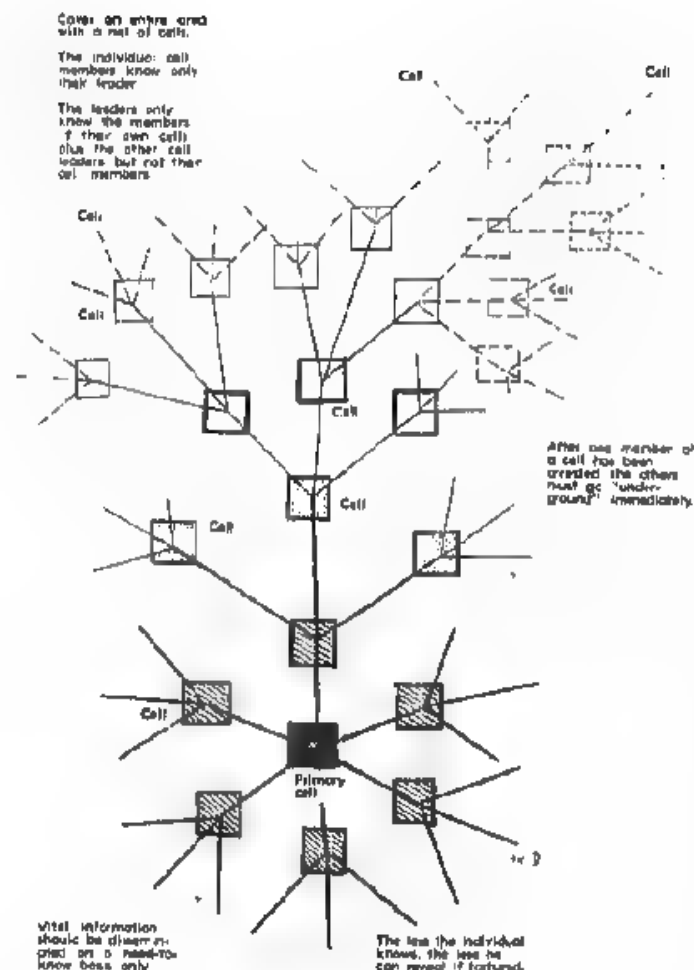 Cover an entire area
with a net of cells.
The individual cell
members know only
their leader
The leaders only
know the members
of their own cells
plus the other cell
leaders but not their
cell members
Cell
Cell
Cell
Cell
Cell
Cell
After one member of
a cell has been
arrested the others
must go "under-
ground" immediately.
Cell
Cell
Cell
Primary
cell
Vital information
should be dissemin-
ated on a need-to-
know basis only
The less the individual
knows, the less he
can reveal if tortured.